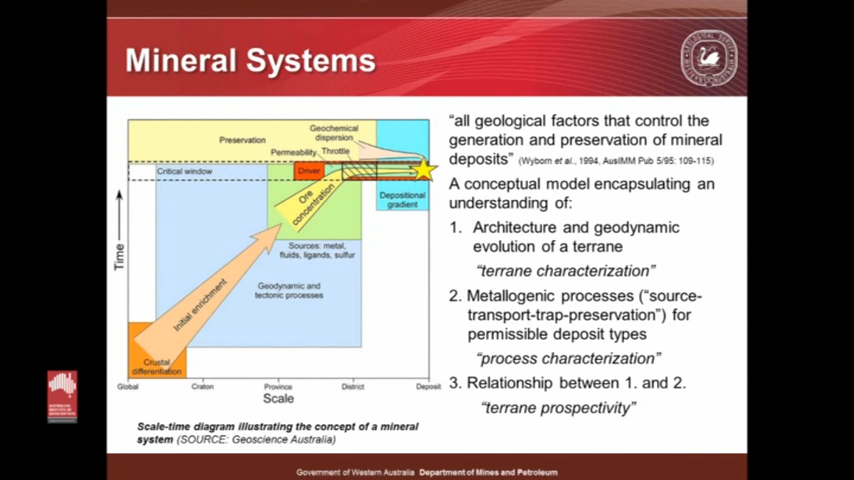 Mineral Systems
Geochemical
dispersion
Preservation
Permeability
Throttle
Critical window
Driver
Ore
concentration
Depositional
gradient
Sources: metal,
fluids, ligands, sulfur
Geodynamic and
tectonic processes
Initial enrichment
Crustal
differentiation
Time
Global
Craton
Province
District
Deposit
Scale
Scale-time diagram illustrating the concept of a mineral
system (SOURCE: Geoscience Australia)
“all geological factors that control the
generation and preservation of mineral
deposits” (Wyborn et al., 1994, AusIMM Pub 5/95: 109-115)
A conceptual model encapsulating an
understanding of:
1. Architecture and geodynamic
evolution of a terrane
“terrane characterization”
2. Metallogenic processes (“source-
transport-trap-preservation”) for
permissible deposit types
“process characterization”
3. Relationship between 1. and 2.
“terrane prospectivity”
Government of Western Australia Department of Mines and Petroleum